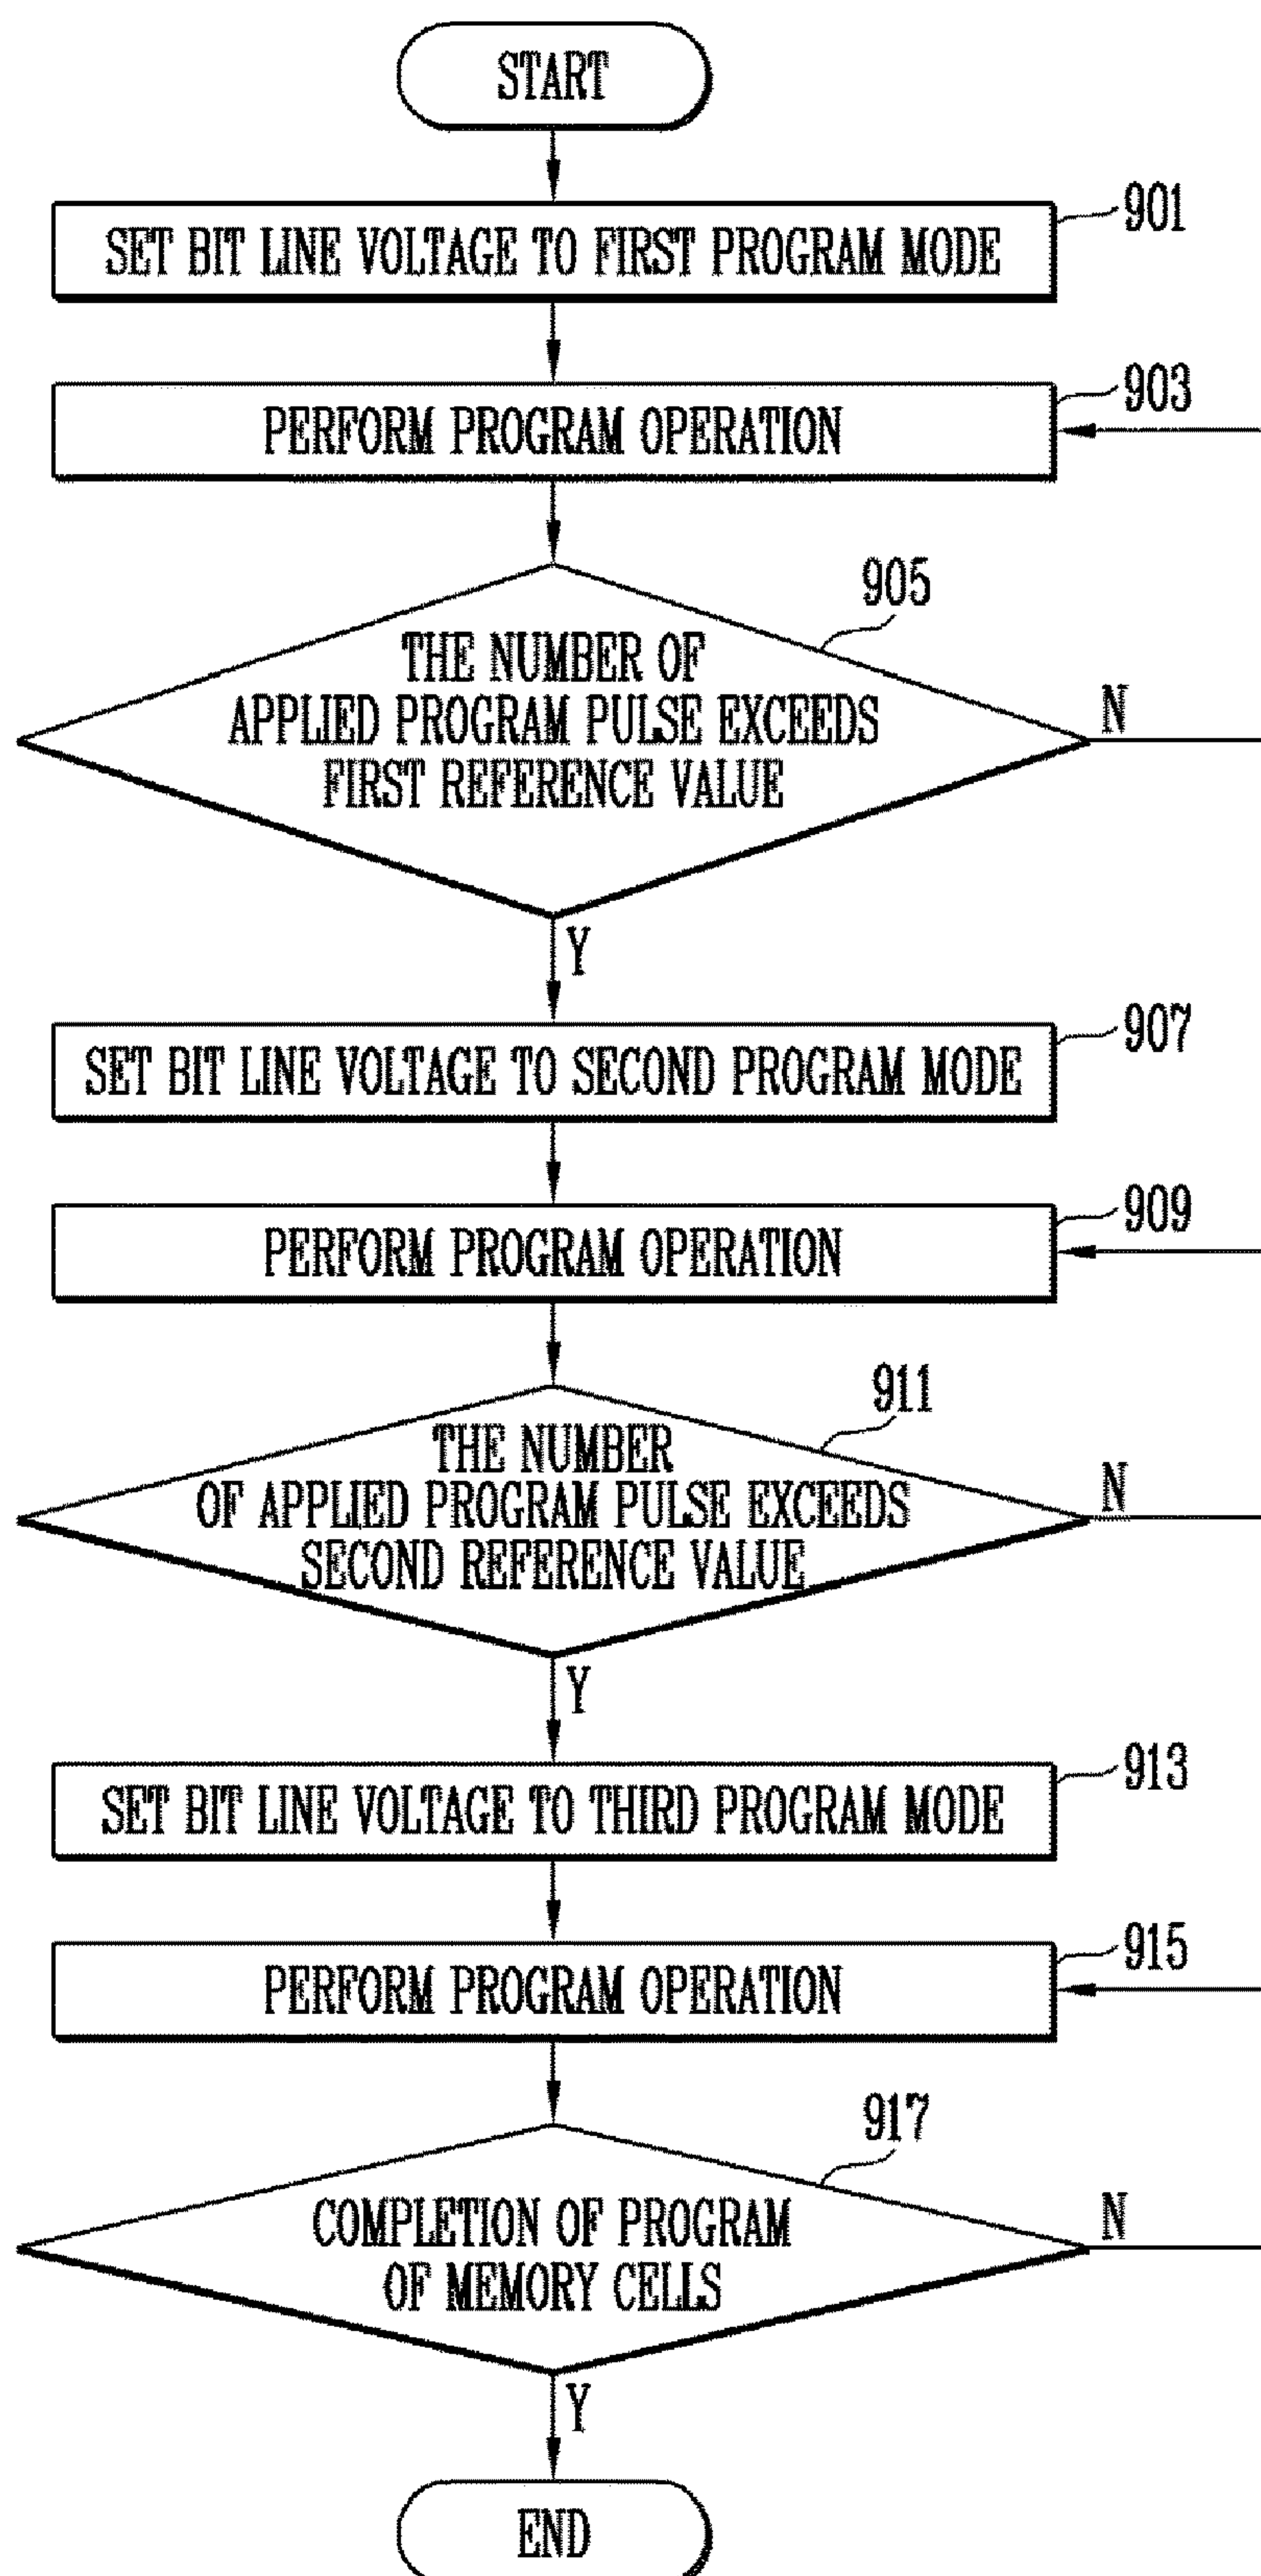 START
901
SET BIT LINE VOLTAGE TO FIRST PROGRAM MODE
903
PERFORM PROGRAM OPERATION
905
THE NUMBER OF
APPLIED PROGRAM PULSE EXCEEDS
FIRST REFERENCE VALUE
N
Y
907
SET BIT LINE VOLTAGE TO SECOND PROGRAM MODE
909
PERFORM PROGRAM OPERATION
911
THE NUMBER
OF APPLIED PROGRAM PULSE EXCEEDS
SECOND REFERENCE VALUE
N
Y
913
SET BIT LINE VOLTAGE TO THIRD PROGRAM MODE
915
PERFORM PROGRAM OPERATION
917
COMPLETION OF PROGRAM
OF MEMORY CELLS
N
Y
END